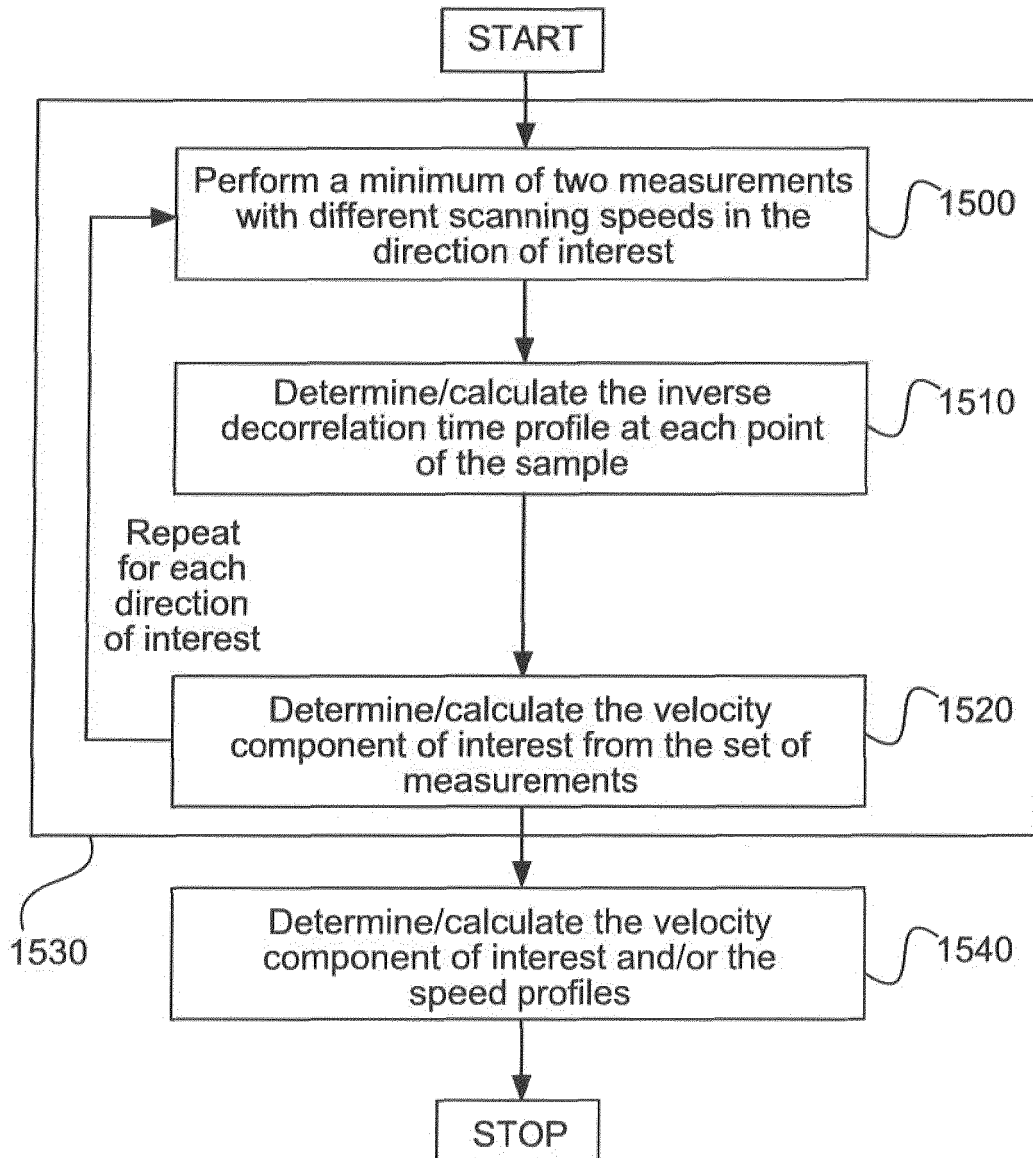 START
Perform a minimum of two measurements
with different scanning speeds in the
direction of interest
1500
Determine/calculate the inverse
decorrelation time profile at each point
of the sample
1510
Repeat
for each
direction
of interest
Determine/calculate the velocity
component of interest from the set of
measurements
1520
1530
Determine/calculate the velocity
component of interest and/or the
speed profiles
1540
STOP